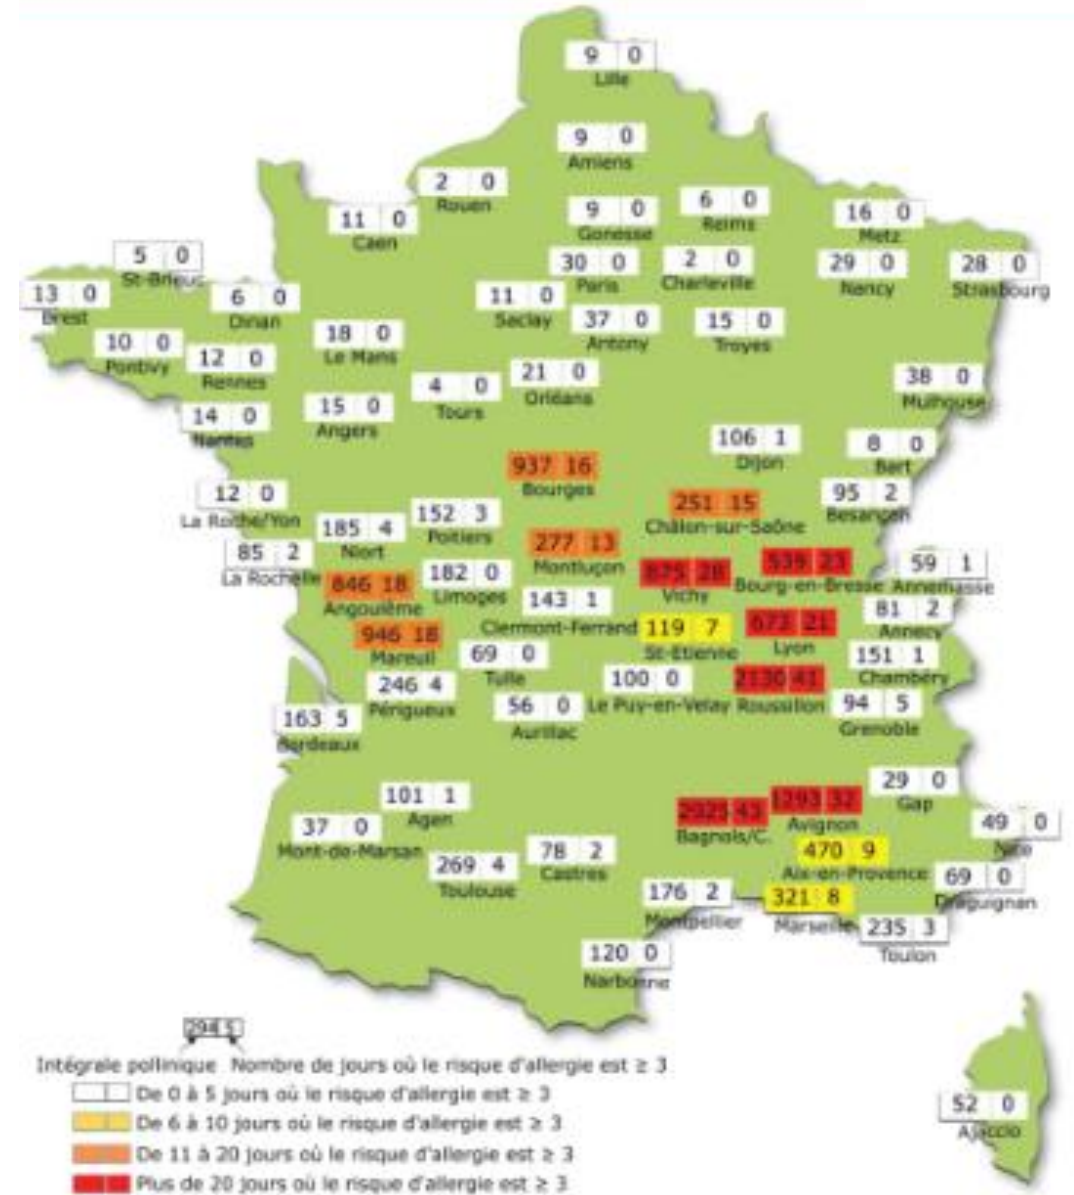 9 0
Lille
9 0
Amiens
2 0
Rouen
9 0
Gonesse
6 0
Reims
16 0
Metz
11 0
Caen
5 0
St-Brieuc
30 0
Paris
2 0
Charleville
29 0
Nancy
28 0
Strasbourg
13 0
Brest
6 0
Dinan
11 0
Saclay
37 0
Antony
15 0
Troyes
10 0
Pontivy
12 0
Rennes
18 0
Le Mans
4 0
Tours
21 0
Orléans
38 0
Mulhouse
14 0
Nantes
15 0
Angers
106 1
Dijon
8 0
Bart
937 16
Bourges
12 0
La Roche/Yon
251 15
Châlon-sur-Saône
95 2
Besançon
185 4
Niort
152 3
Poitiers
277 13
Montluçon
85 2
La Rochelle
846 18
Angoulême
182 0
Limoges
875 28
Vichy
539 23
Bourg-en-Bresse
59 1
Annemasse
143 1
Clermont-Ferrand
119 7
St-Etienne
673 21
Lyon
81 2
Annecy
946 18
Mareuil
69 0
Tulle
151 1
Chambéry
246 4
Périgueux
100 0
Le Puy-en-Velay
2130 41
Roussillon
94 5
Grenoble
163 5
Bordeaux
56 0
Aurillac
29 0
Gap
101 1
Agen
2925 43
Bagnols/C.
1293 32
Avignon
49 0
Nice
37 0
Mont-de-Marsan
269 4
Toulouse
78 2
Castres
470 9
Aix-en-Provence
69 0
Draguignan
176 2
Montpellier
321 8
Marseille
235 3
Toulon
120 0
Narbonne
52 0
Ajaccio
294 5
Intégrale pollinique Nombre de jours où le risque d'allergie est ≥ 3
De 0 à 5 jours où le risque d'allergie est ≥ 3
De 6 à 10 jours où le risque d'allergie est ≥ 3
De 11 à 20 jours où le risque d'allergie est ≥ 3
Plus de 20 jours où le risque d'allergie est ≥ 3